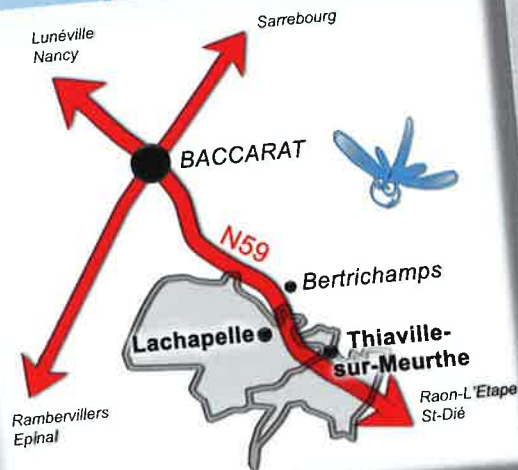 Lunéville
Nancy
Sarrebourg
BACCARAT
N59
Bertrichamps
Lachapelle
Thiaville-
sur-Meurthe
Raon-L'Etape
St-Dié
Rambervillers
Epinal